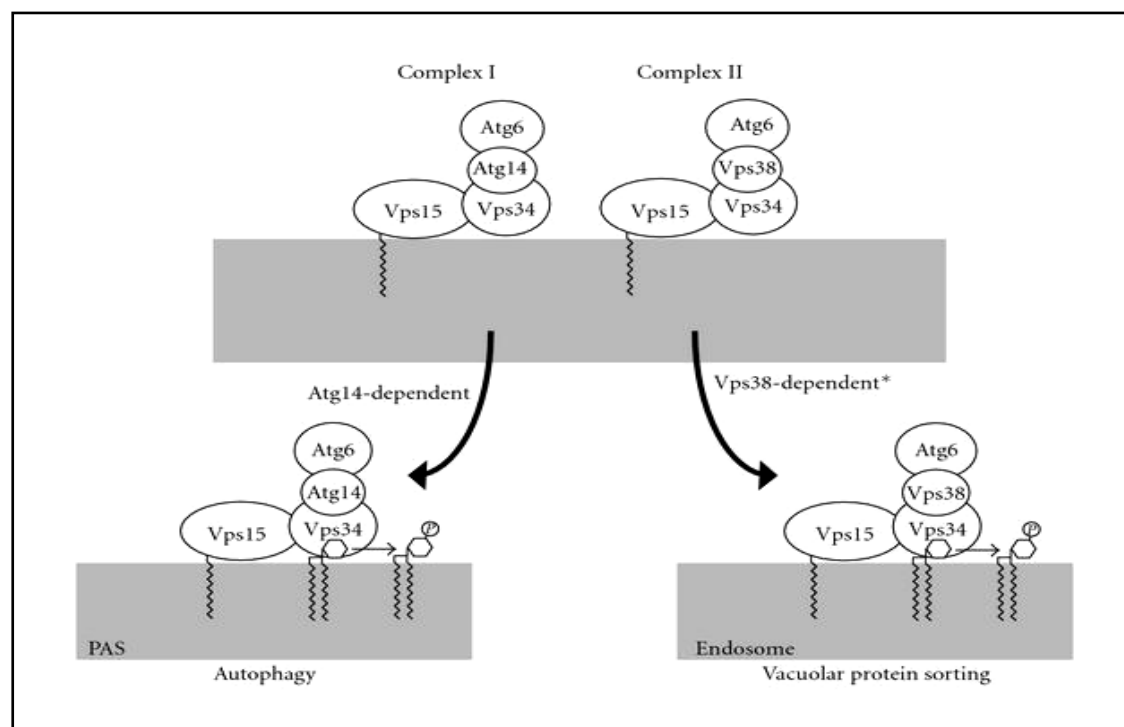 Complex I
Complex II
Atg6
Atg14
Vps15
Vps34
Atg6
Vps38
Vps15
Vps34
Atg14-dependent
Vps38-dependent*
Atg6
Atg14
Vps15
Vps34
P
PAS
Autophagy
Atg6
Vps38
Vps15
Vps34
P
Endosome
Vacuolar protein sorting